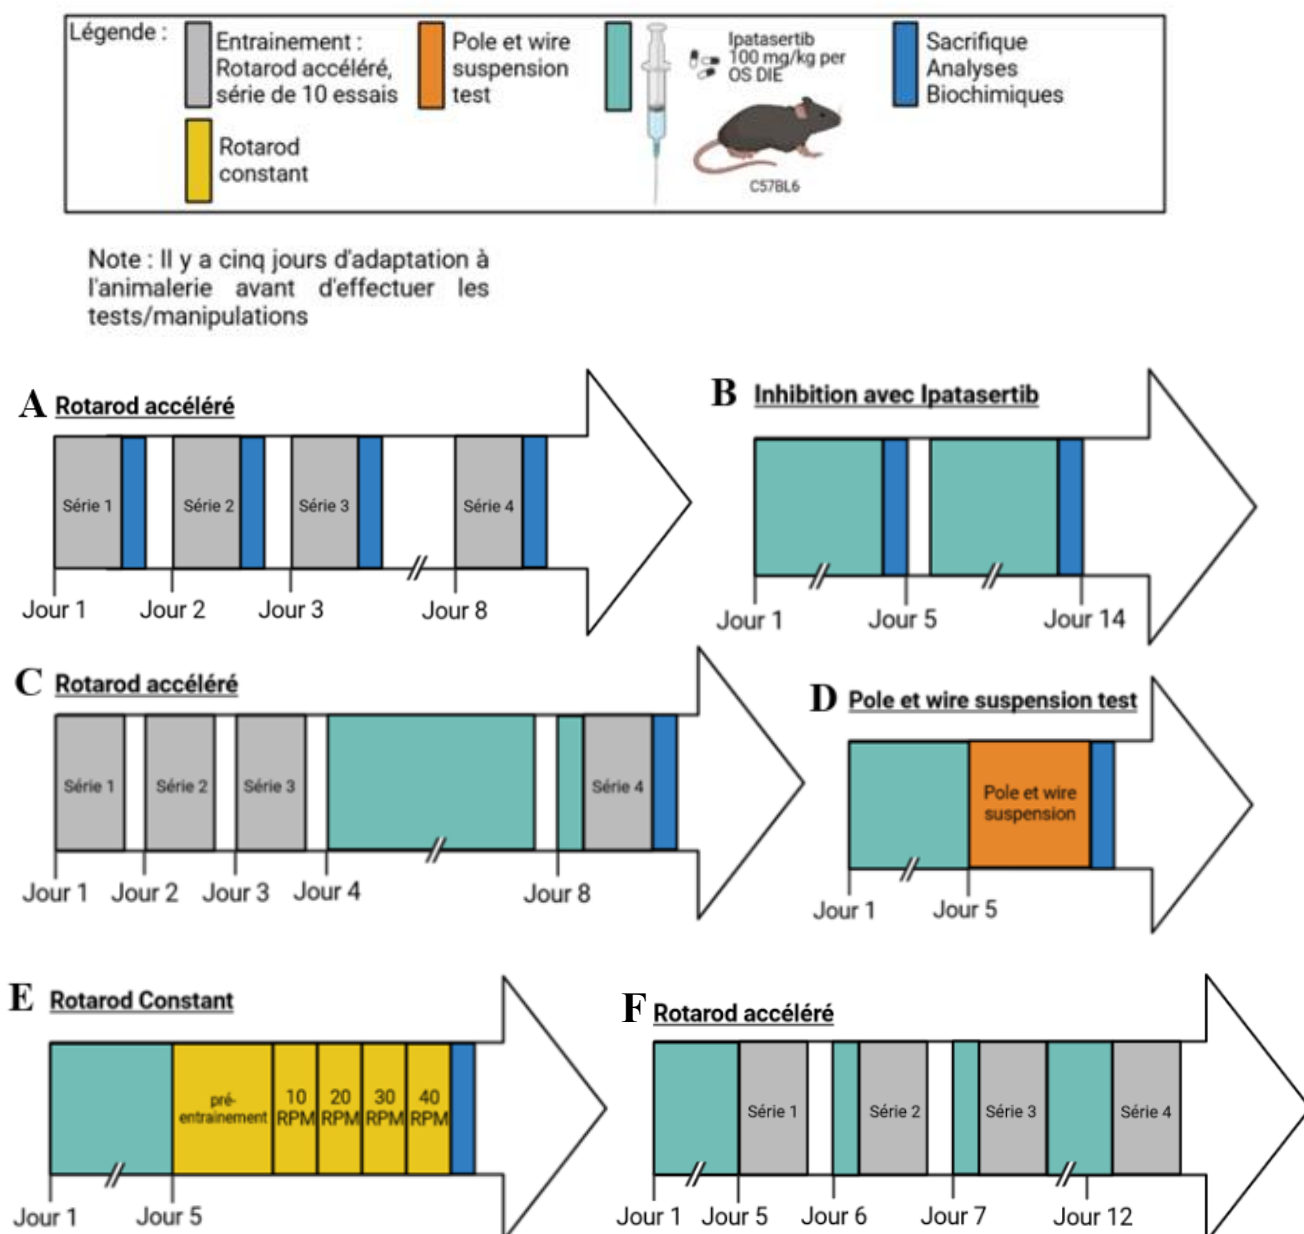 Légende :
Entrainement :
Rotarod accéléré,
série de 10 essais
Pole et wire
suspension
test
Ipatasertib
100 mg/kg per
OS DIE
C57BL6
Sacrifique
Analyses
Biochimiques
Rotarod
constant
Note : Il y a cinq jours d'adaptation à
l'animalerie avant d'effectuer les
tests/manipulations
A Rotarod accéléré
Série 1 Série 2 Série 3 Série 4
Jour 1 Jour 2 Jour 3 Jour 8
B Inhibition avec Ipatasertib
Jour 1 Jour 5 Jour 14
C Rotarod accéléré
Série 1 Série 2 Série 3 Série 4
Jour 1 Jour 2 Jour 3 Jour 4 Jour 8
D Pole et wire suspension test
Pole et wire
suspension
Jour 1 Jour 5
E Rotarod Constant
pré-
entrainement
10
RPM
20
RPM
30
RPM
40
RPM
Jour 1 Jour 5
F Rotarod accéléré
Série 1 Série 2 Série 3 Série 4
Jour 1 Jour 5 Jour 6 Jour 7 Jour 12